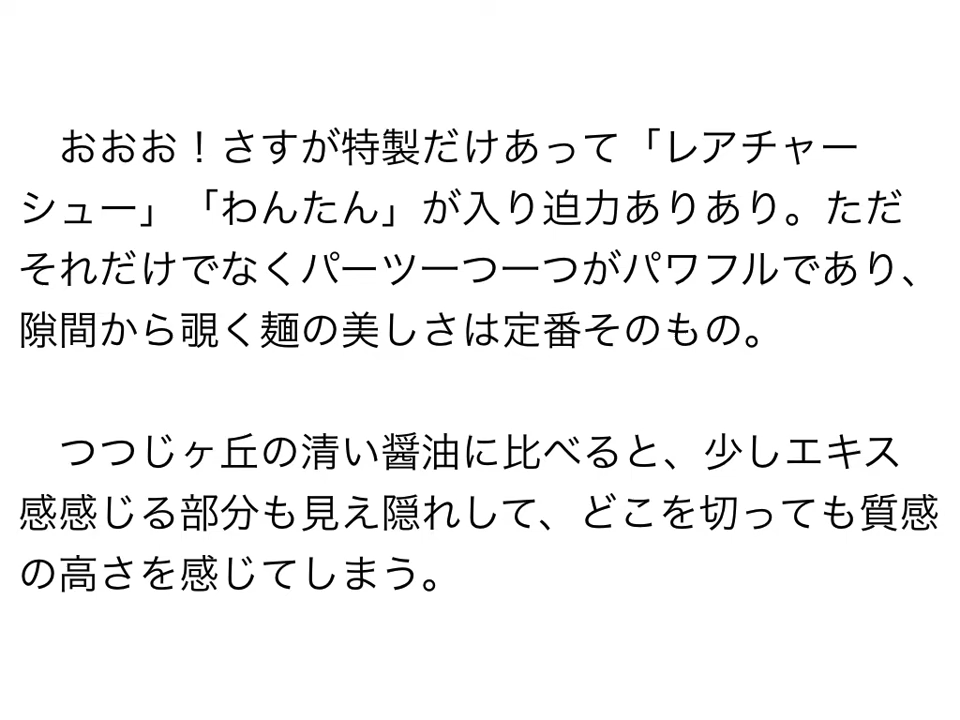 おおお！さすが特製だけあって「レアチャー
シュー」「わんたん」が入り迫力ありあり。ただ
それだけでなくパーツ一つ一つがパワフルであり、
隙間から覗く麺の美しさは定番そのもの。
　つつじヶ丘の清い醤油に比べると、少しエキス
感感じる部分も見え隠れして、どこを切っても質感
の高さを感じてしまう。